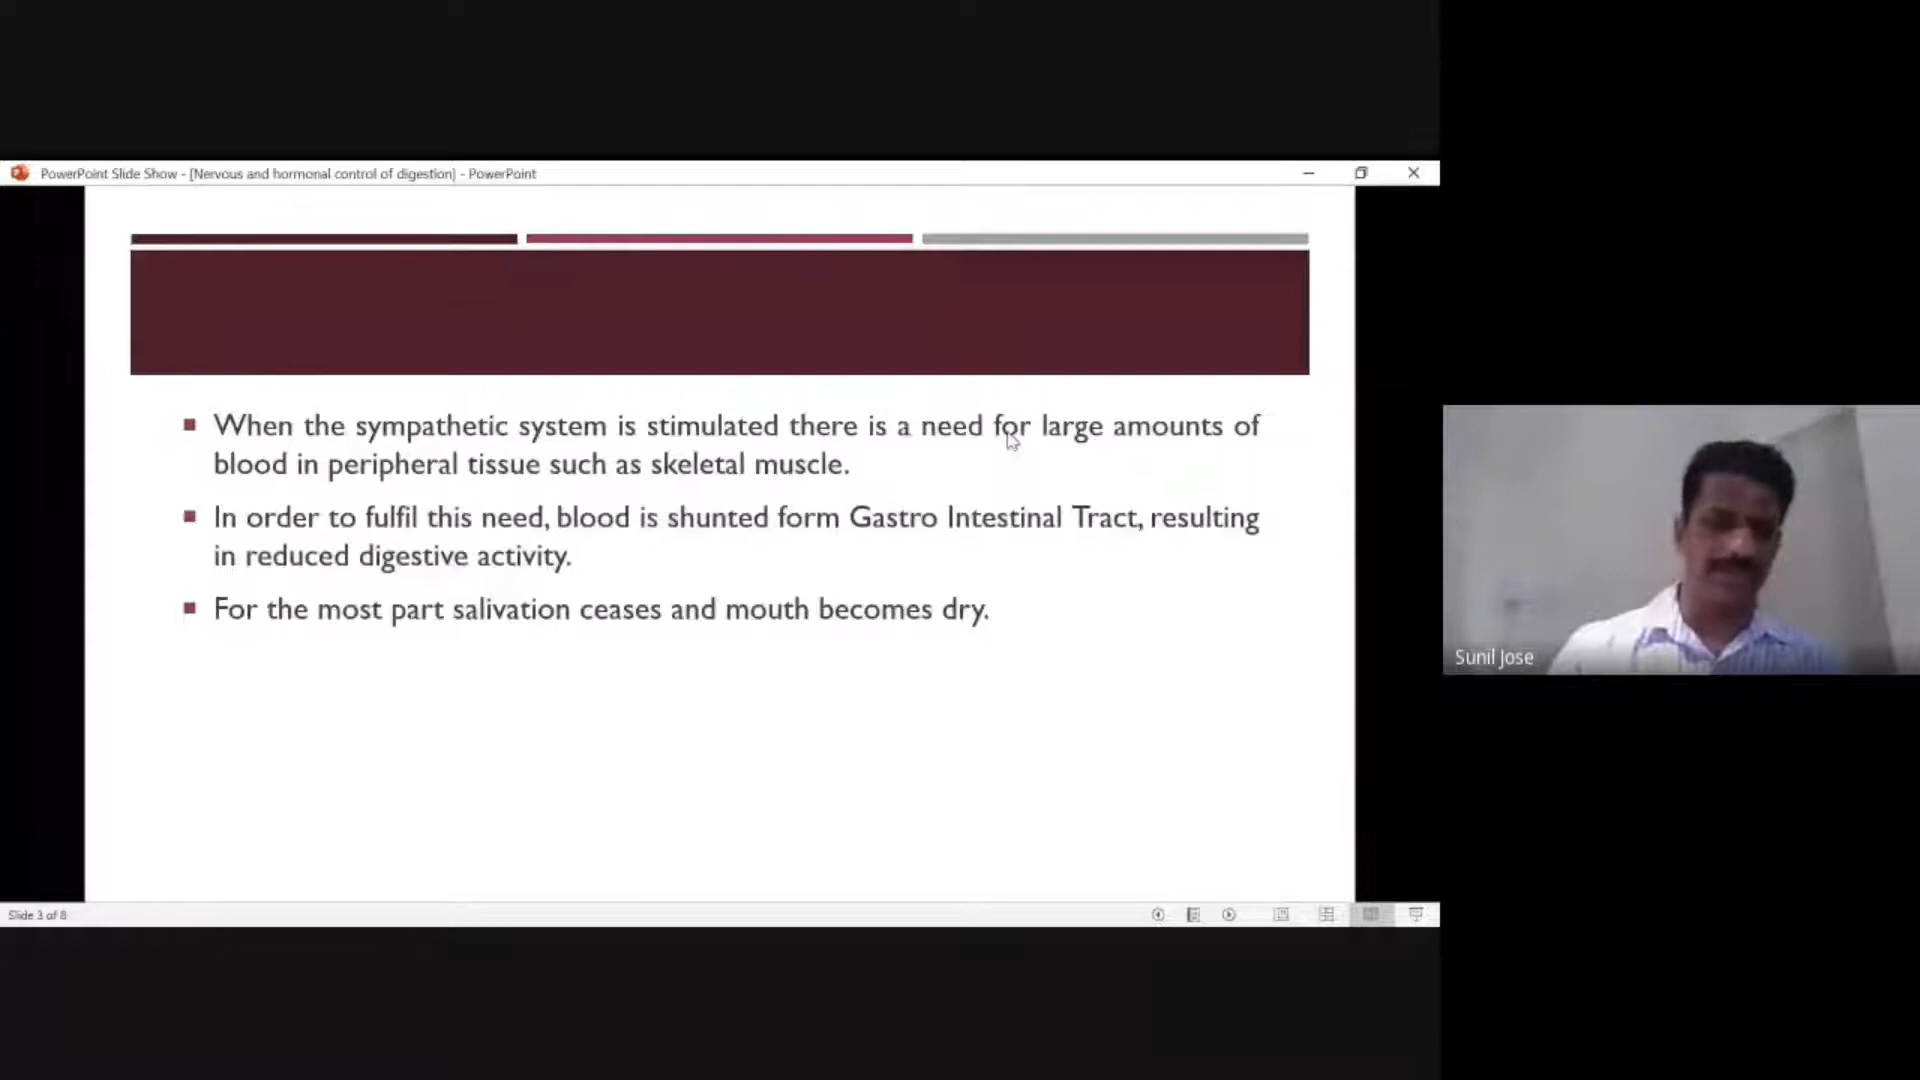 PowerPoint Slide Show - [Nervous and hormonal control of digestion] - PowerPoint
When the sympathetic system is stimulated there is a need for large amounts of
blood in peripheral tissue such as skeletal muscle.
In order to fulfil this need, blood is shunted form Gastro Intestinal Tract, resulting
in reduced digestive activity.
For the most part salivation ceases and mouth becomes dry.
Sunil Jose
Slide 3 of 8